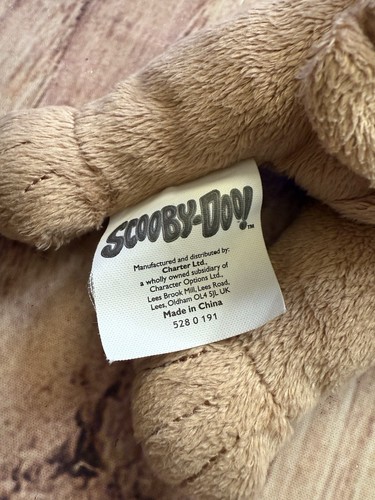 SCOOBY-DOO!™
Manufactured and distributed by:
Charter Ltd.,
a wholly owned subsidiary of
Character Options Ltd.,
Lees Brook Mill, Lees Road,
Lees, Oldham OL4 5JL UK
Made in China
528 0 191